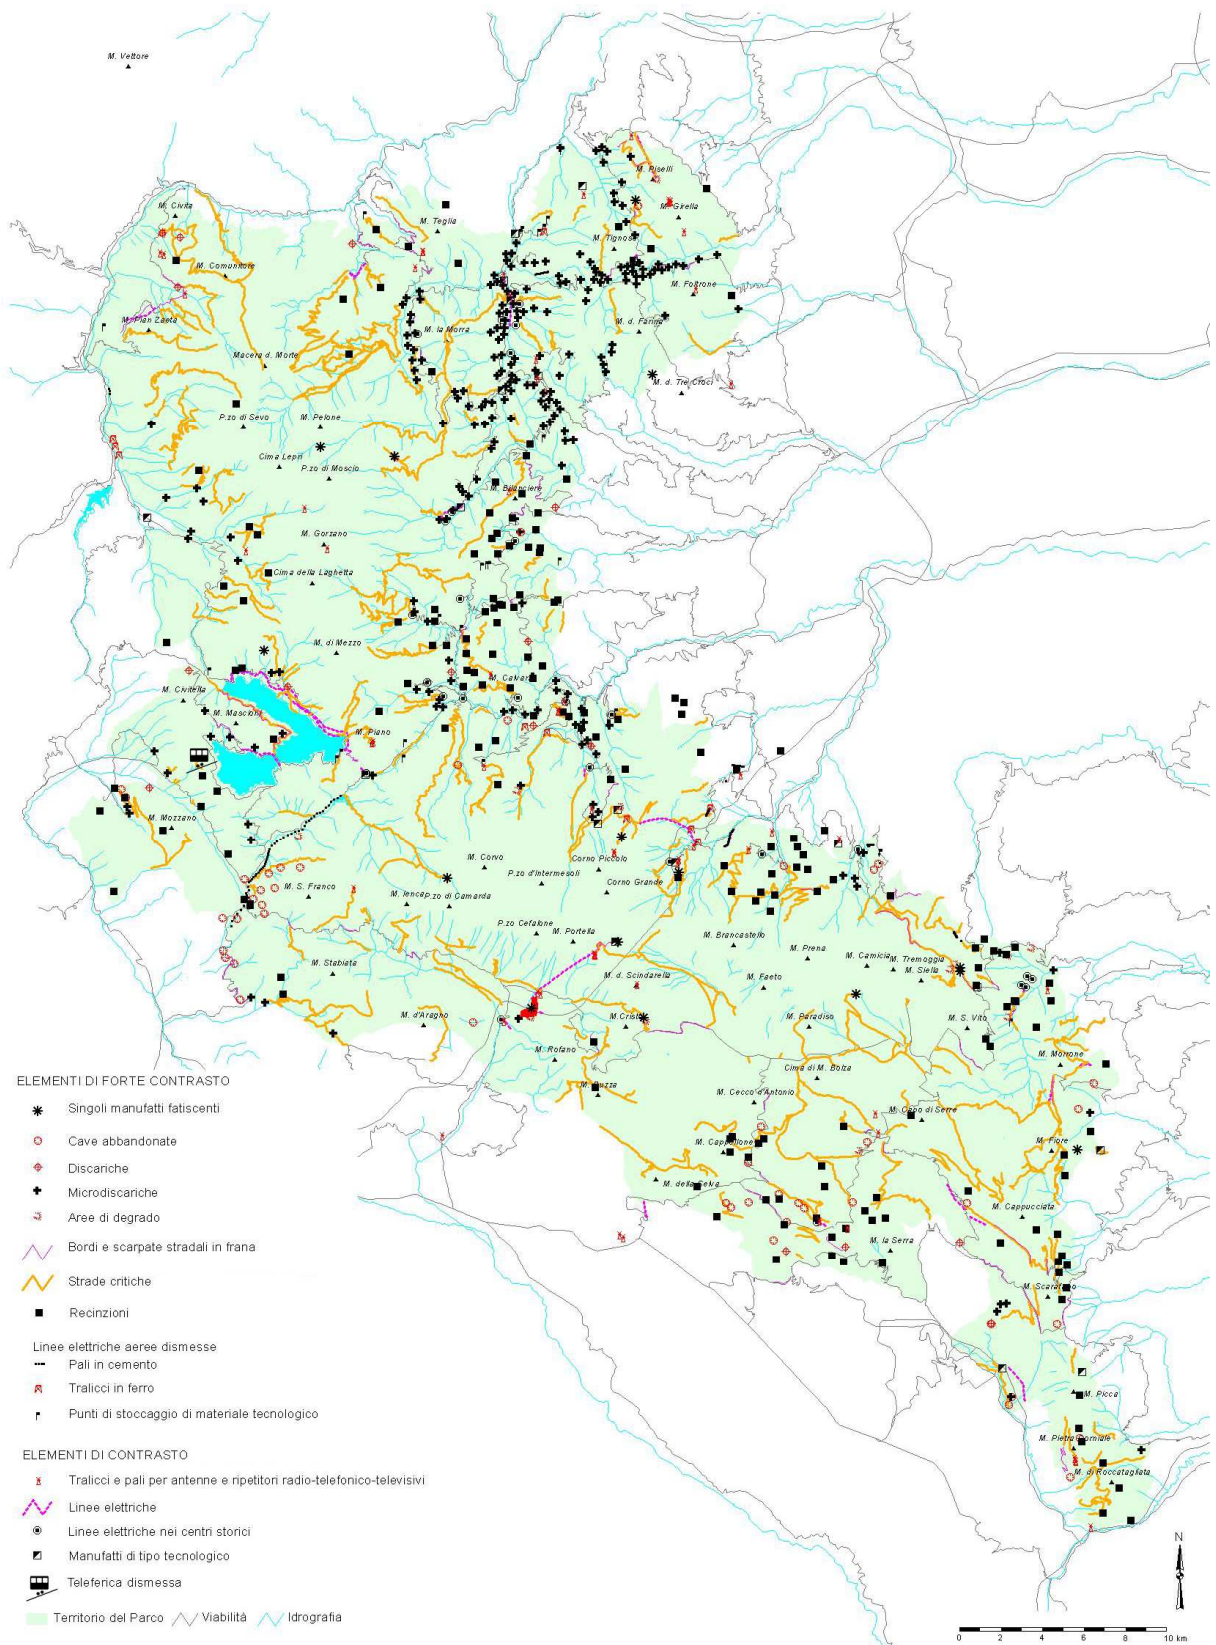 M. Vettore
M. Piselli
M. Civita
M. Girella
M. Teglia
M. Tignoso
M. Comunitore
M. Foltrone
M. Pian Zaeta
M. la Morra
M. d. Farina
Macera d. Morte
M. d. Tre Croci
P.zo di Sevo
M. Pelone
Cima Lepri
P.zo di Moscio
M. Bilanciere
M. Gorzano
Cima della Laghetta
M. di Mezzo
M. Civitella
M. Mascioni
M. Piano
M. Mozzano
M. Corvo
Corno Piccolo
P.zo d'Intermesoli
M. S. Franco
M. Ienca
P.zo di Camarda
Corno Grande
P.zo Cefalone
M. Portella
M. Brancastello
M. Prena
M. Stabiata
M. d. Scindarella
M. Faeto
M. Camicia
M. Tremoggia
M. Siella
M. d'Aragno
M. Paradiso
M. S. Vito
M. Rofano
M. Morrone
Cima di M. Bolza
M. Ruzza
M. Cecco d'Antonio
M. Capo di Serre
M. Cappellone
M. Fiore
M. della Selva
M. Cappucciata
M. la Serra
M. Scarafano
M. Picca
M. Pietra Corniale
M. di Roccatagliata
ELEMENTI DI FORTE CONTRASTO
Singoli manufatti fatiscenti
Cave abbandonate
Discariche
Microdiscariche
Aree di degrado
Bordi e scarpate stradali in frana
Strade critiche
Recinzioni
Linee elettriche aeree dismesse
Pali in cemento
Tralicci in ferro
Punti di stoccaggio di materiale tecnologico
ELEMENTI DI CONTRASTO
Tralicci e pali per antenne e ripetitori radio-telefonico-televisivi
Linee elettriche
Linee elettriche nei centri storici
Manufatti di tipo tecnologico
Teleferica dismessa
Territorio del Parco Viabilità Idrografia
N
0 2 4 6 8 10 km